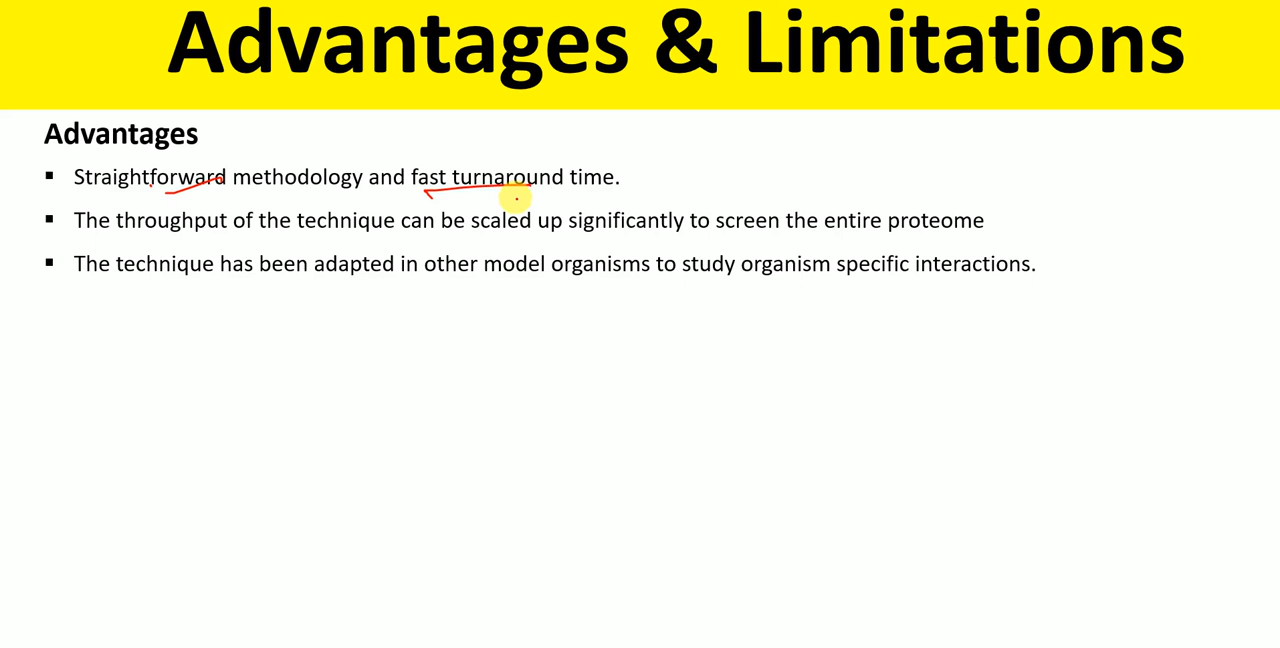 Advantages & Limitations
Advantages
▪ Straightforward methodology and fast turnaround time.
▪ The throughput of the technique can be scaled up significantly to screen the entire proteome
▪ The technique has been adapted in other model organisms to study organism specific interactions.